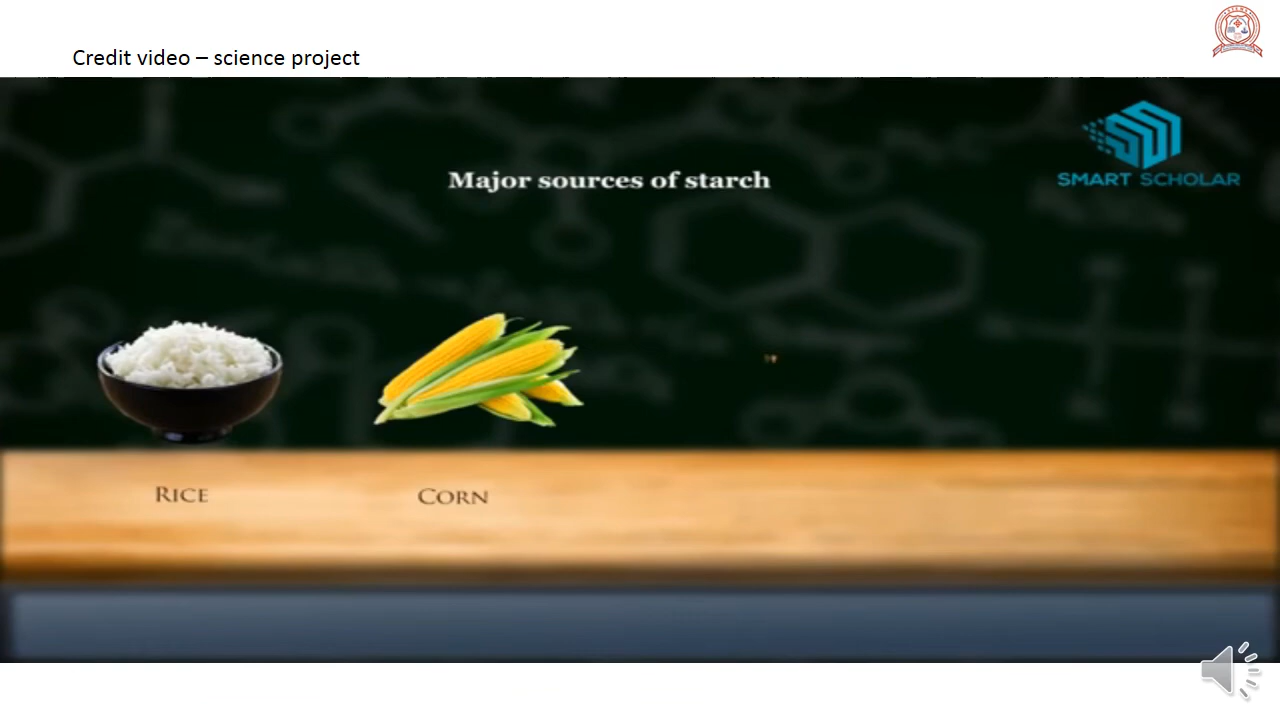 Credit video – science project
Major sources of starch
SMART SCHOLAR
RICE
CORN